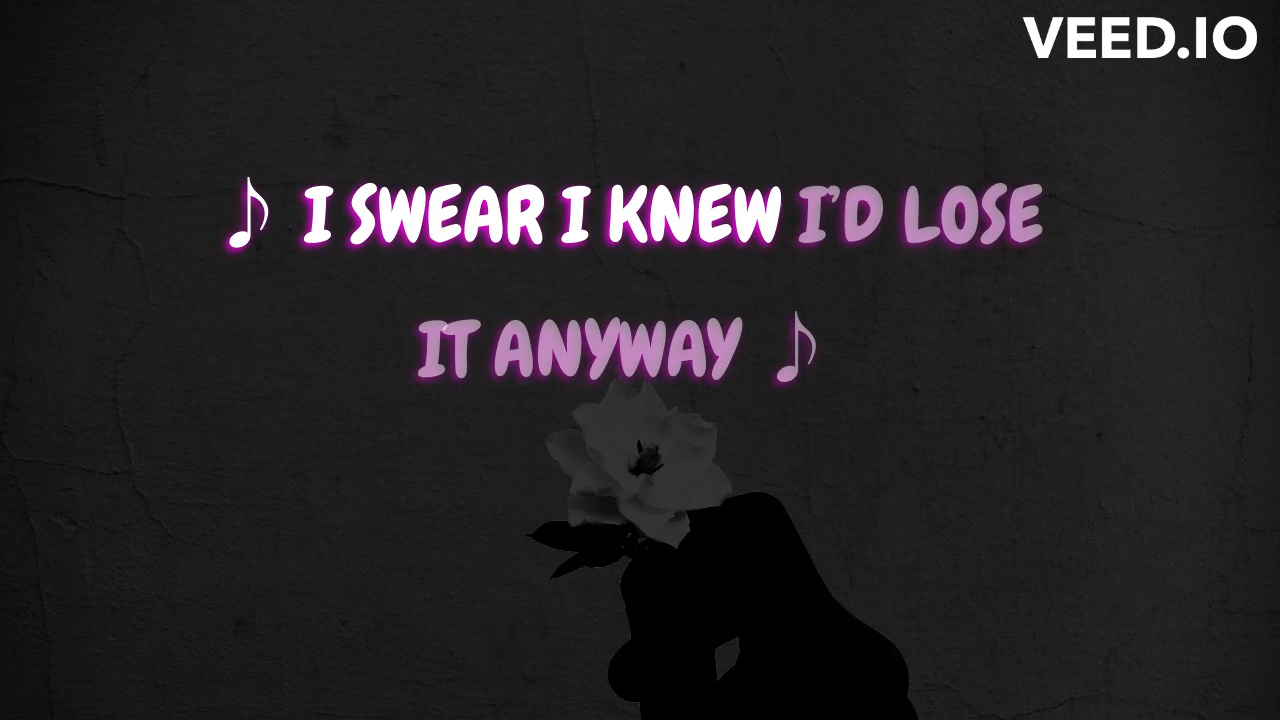 VEED.IO
♪ I SWEAR I KNEW I'D LOSE
IT ANYWAY ♪